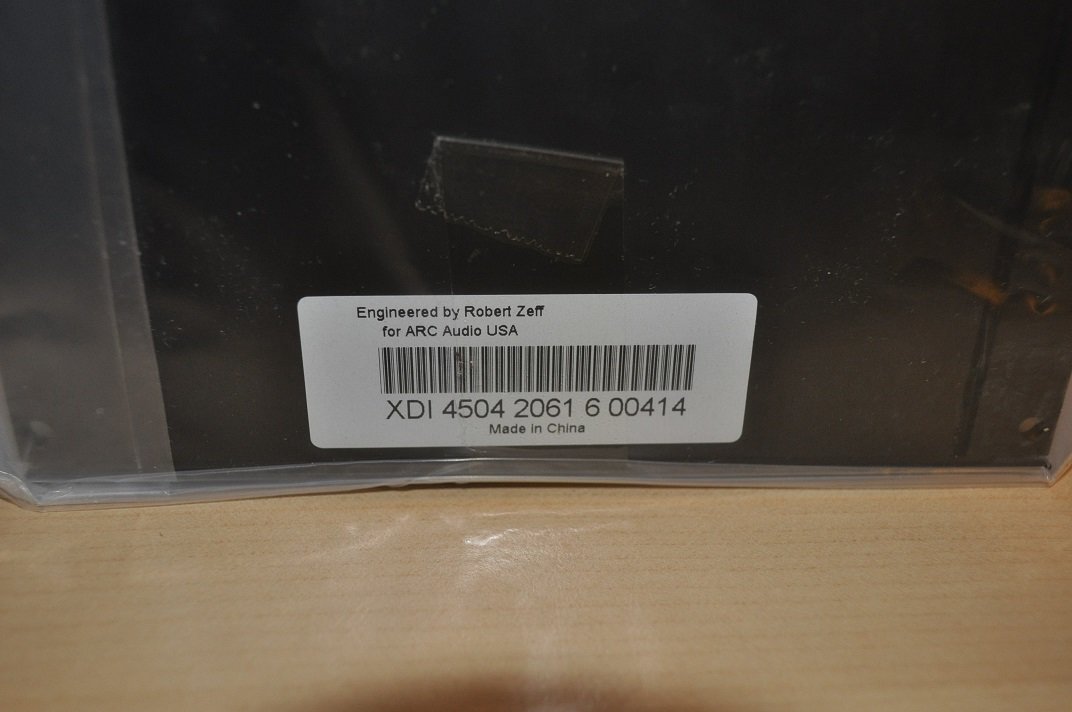 Engineered by Robert Zeff
for ARC Audio USA
XDI 4504 2061 6 00414
Made in China